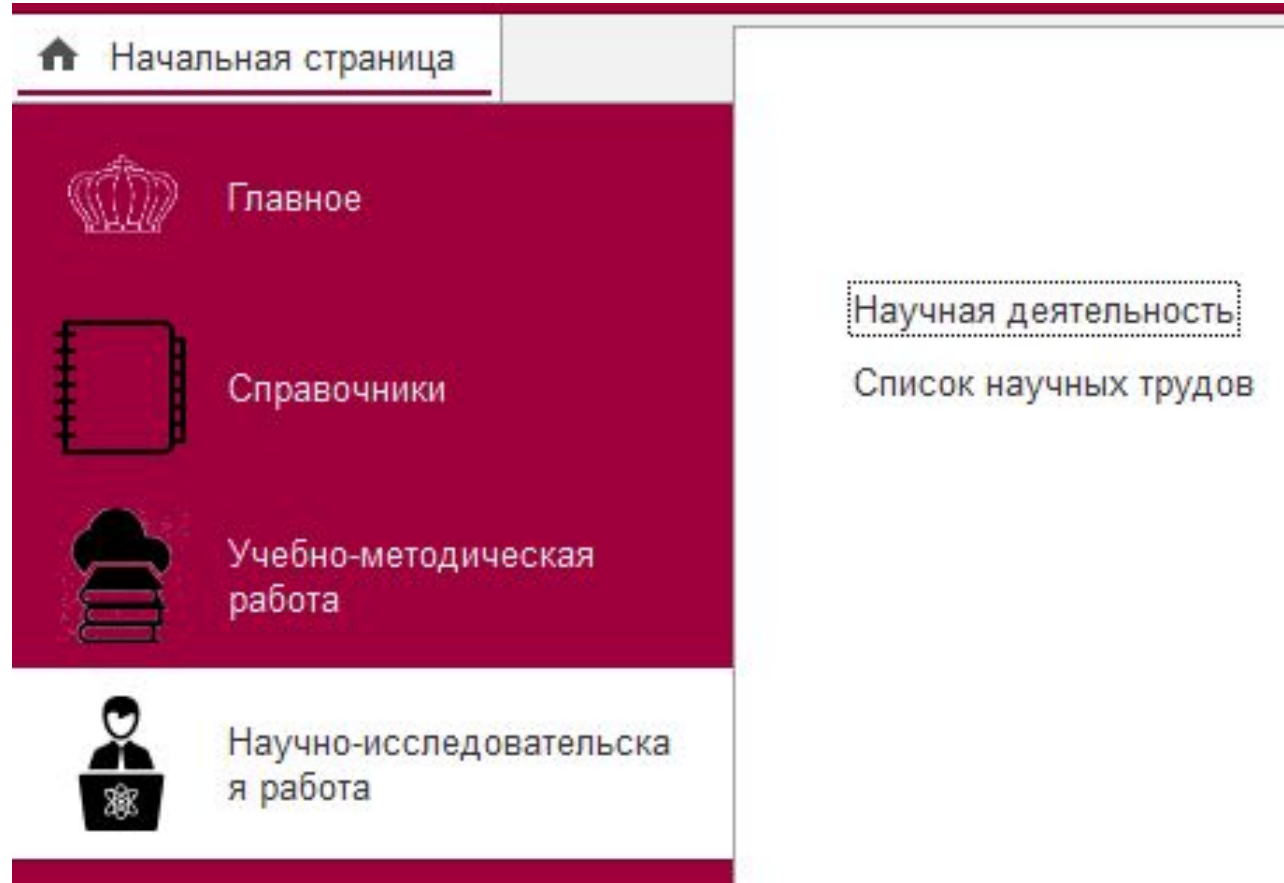 Начальная страница
Главное
Справочники
Учебно-методическая
работа
Научно-исследовательска
я работа
Научная деятельность
Список научных трудов